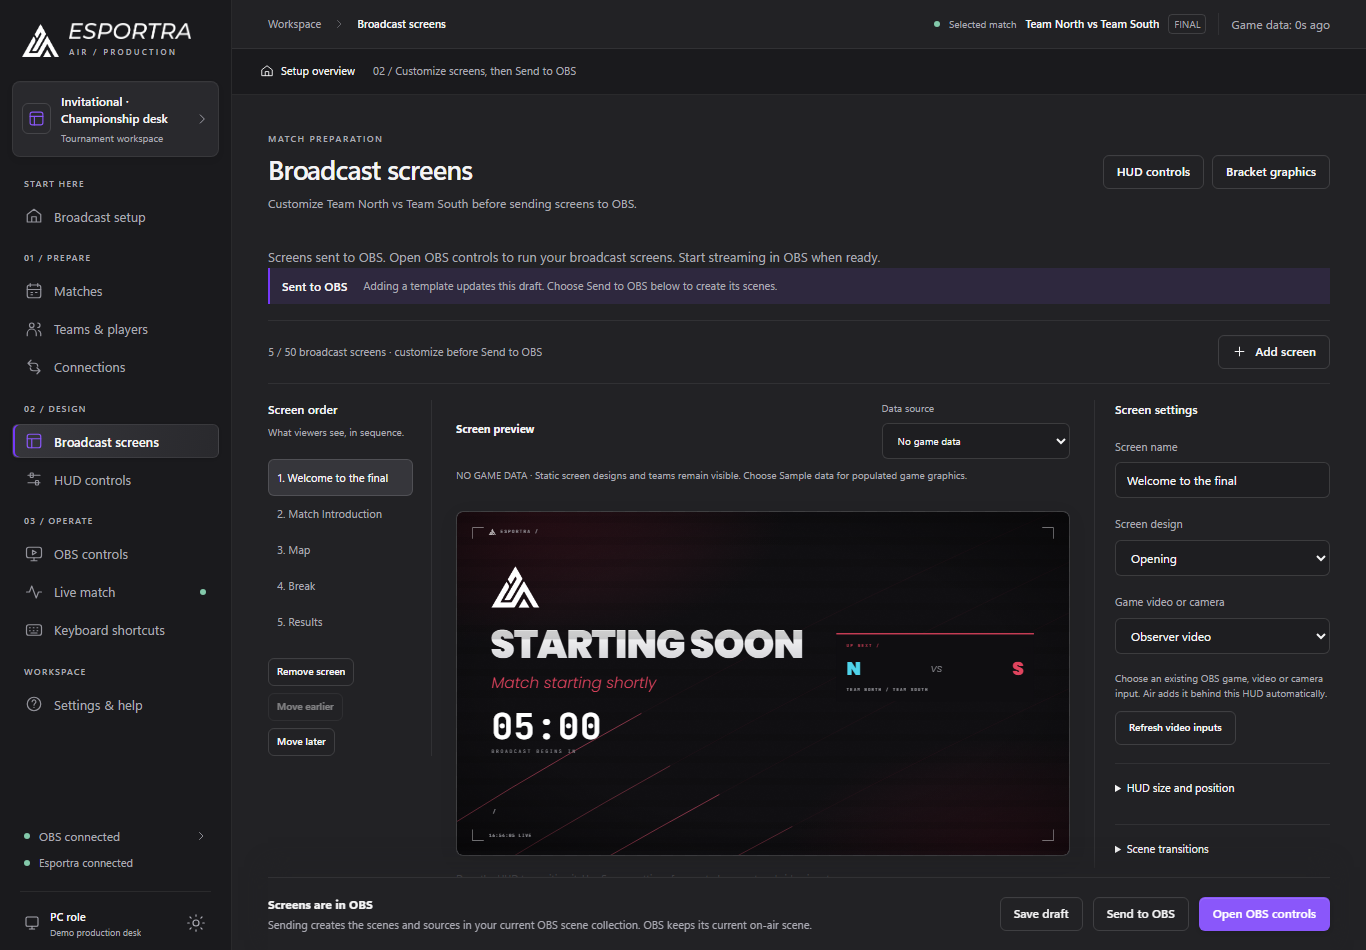 ESPORTRA
AIR / PRODUCTION
Invitational ·
Championship desk
Tournament workspace
START HERE
Broadcast setup
01 / PREPARE
Matches
Teams & players
Connections
02 / DESIGN
Broadcast screens
HUD controls
03 / OPERATE
OBS controls
Live match
Keyboard shortcuts
WORKSPACE
Settings & help
OBS connected
Esportra connected
PC role
Demo production desk
Workspace
Broadcast screens
Selected match Team North vs Team South FINAL
Game data: 0s ago
Setup overview
02 / Customize screens, then Send to OBS
MATCH PREPARATION
Broadcast screens
Customize Team North vs Team South before sending screens to OBS.
HUD controls
Bracket graphics
Screens sent to OBS. Open OBS controls to run your broadcast screens. Start streaming in OBS when ready.
Sent to OBS Adding a template updates this draft. Choose Send to OBS below to create its scenes.
5 / 50 broadcast screens · customize before Send to OBS
+ Add screen
Screen order
What viewers see, in sequence.
1. Welcome to the final
2. Match Introduction
3. Map
4. Break
5. Results
Remove screen
Move earlier
Move later
Screen preview
Data source
No game data
NO GAME DATA · Static screen designs and teams remain visible. Choose Sample data for populated game graphics.
ESPORTRA /
STARTING SOON
Match starting shortly
05:00
BROADCAST BEGINS IN
UP NEXT /
N VS S
TEAM NORTH / TEAM SOUTH
/
Screen settings
Screen name
Welcome to the final
Screen design
Opening
Game video or camera
Observer video
Choose an existing OBS game, video or camera
input. Air adds it behind this HUD automatically.
Refresh video inputs
HUD size and position
Scene transitions
Screens are in OBS
Sending creates the scenes and sources in your current OBS scene collection. OBS keeps its current on-air scene.
Save draft
Send to OBS
Open OBS controls